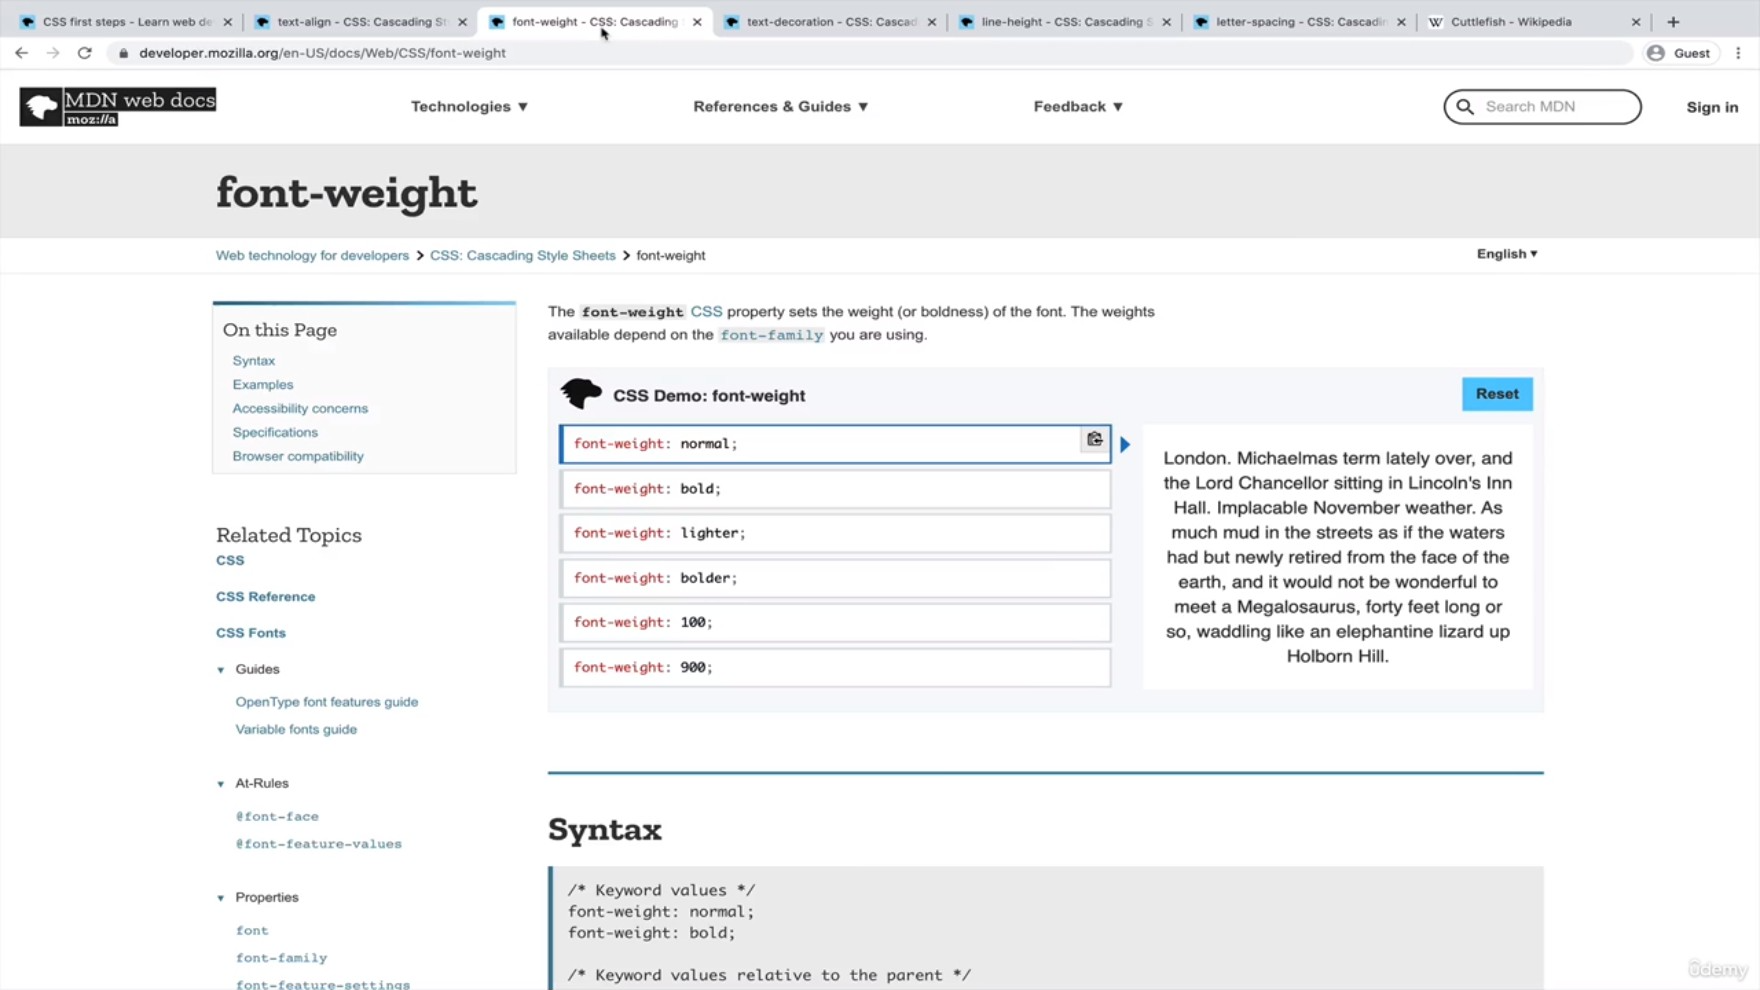 CSS first steps - Learn web de
text-align - CSS: Cascading St
font-weight - CSS: Cascading
text-decoration - CSS: Cascad
line-height - CSS: Cascading S
letter-spacing - CSS: Cascadin
Cuttlefish - Wikipedia
developer.mozilla.org/en-US/docs/Web/CSS/font-weight
Guest
MDN web docs
moz://a
Technologies ▼
References & Guides ▼
Feedback ▼
Search MDN
Sign in
font-weight
Web technology for developers > CSS: Cascading Style Sheets > font-weight
English ▼
On this Page
Syntax
Examples
Accessibility concerns
Specifications
Browser compatibility
Related Topics
CSS
CSS Reference
CSS Fonts
Guides
OpenType font features guide
Variable fonts guide
At-Rules
@font-face
@font-feature-values
Properties
font
font-family
font-feature-settings
The font-weight CSS property sets the weight (or boldness) of the font. The weights
available depend on the font-family you are using.
CSS Demo: font-weight
Reset
font-weight: normal;
font-weight: bold;
font-weight: lighter;
font-weight: bolder;
font-weight: 100;
font-weight: 900;
London. Michaelmas term lately over, and
the Lord Chancellor sitting in Lincoln's Inn
Hall. Implacable November weather. As
much mud in the streets as if the waters
had but newly retired from the face of the
earth, and it would not be wonderful to
meet a Megalosaurus, forty feet long or
so, waddling like an elephantine lizard up
Holborn Hill.
Syntax
/* Keyword values */
font-weight: normal;
font-weight: bold;
/* Keyword values relative to the parent */
ûdemy